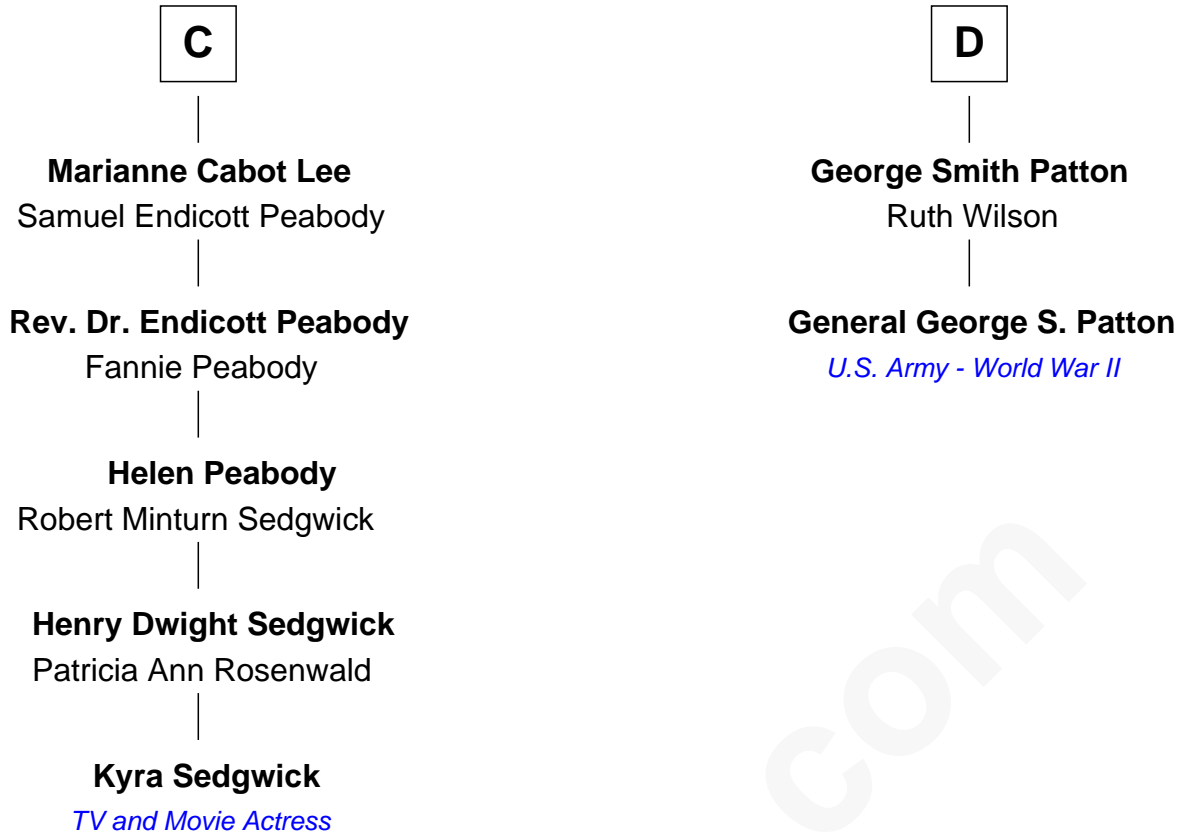 C
Marianne Cabot Lee
Samuel Endicott Peabody
Rev. Dr. Endicott Peabody
Fannie Peabody
Helen Peabody
Robert Minturn Sedgwick
Henry Dwight Sedgwick
Patricia Ann Rosenwald
Kyra Sedgwick
TV and Movie Actress
D
George Smith Patton
Ruth Wilson
General George S. Patton
U.S. Army - World War II
com